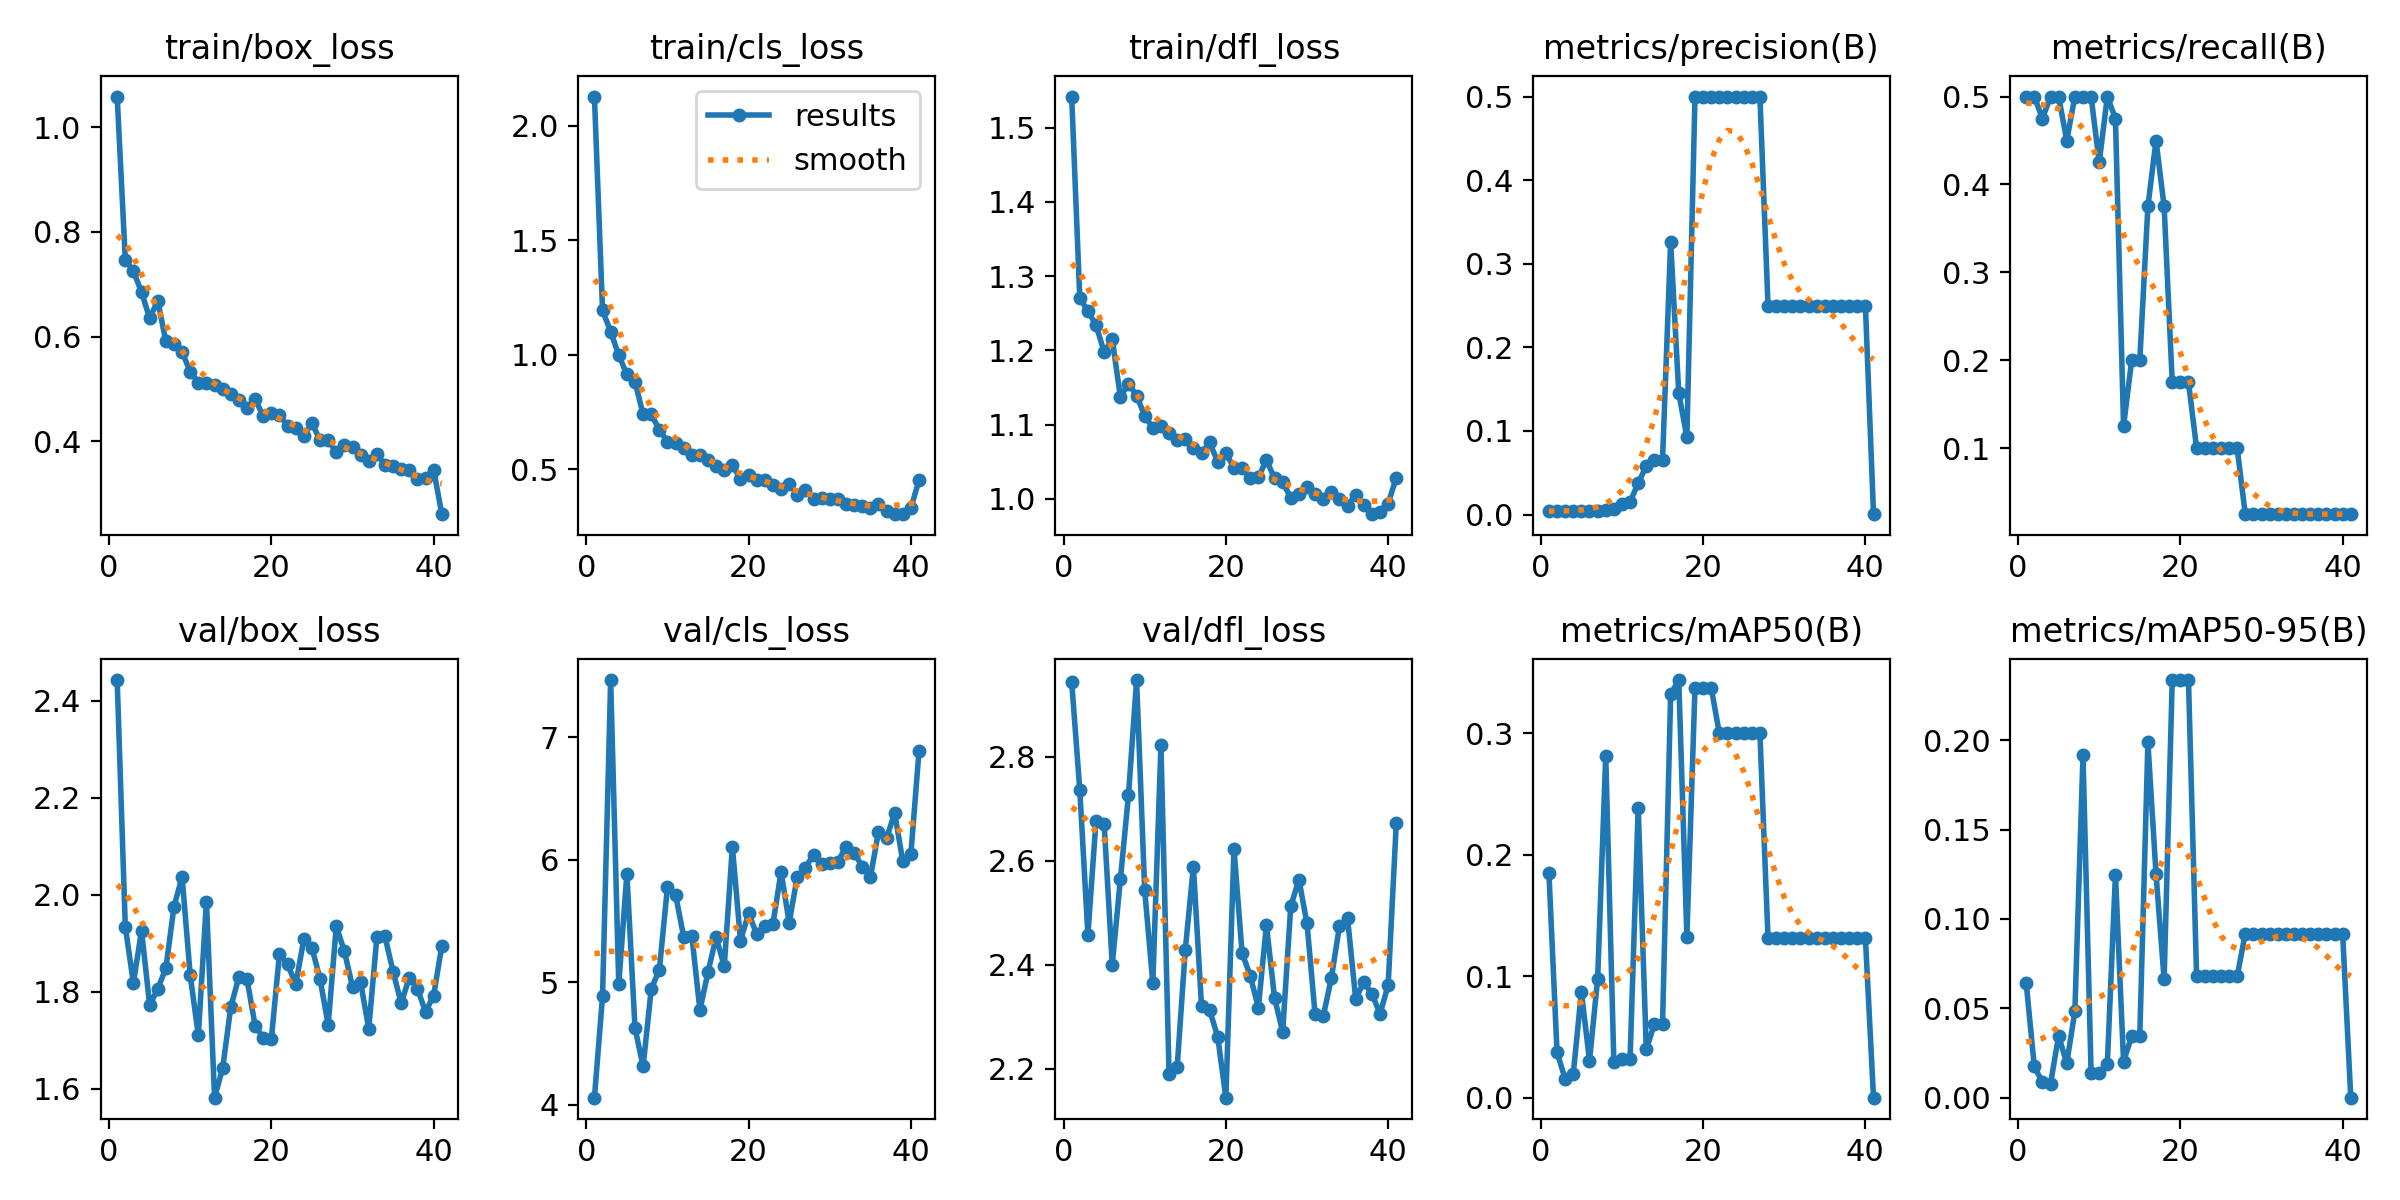 train/box_loss
1.0
0.8
0.6
0.4
0 20 40
train/cls_loss
results
smooth
2.0
1.5
1.0
0.5
0 20 40
train/dfl_loss
1.5
1.4
1.3
1.2
1.1
1.0
0 20 40
metrics/precision(B)
0.5
0.4
0.3
0.2
0.1
0.0
0 20 40
metrics/recall(B)
0.5
0.4
0.3
0.2
0.1
0 20 40
val/box_loss
2.4
2.2
2.0
1.8
1.6
0 20 40
val/cls_loss
7
6
5
4
0 20 40
val/dfl_loss
2.8
2.6
2.4
2.2
0 20 40
metrics/mAP50(B)
0.3
0.2
0.1
0.0
0 20 40
metrics/mAP50-95(B)
0.20
0.15
0.10
0.05
0.00
0 20 40